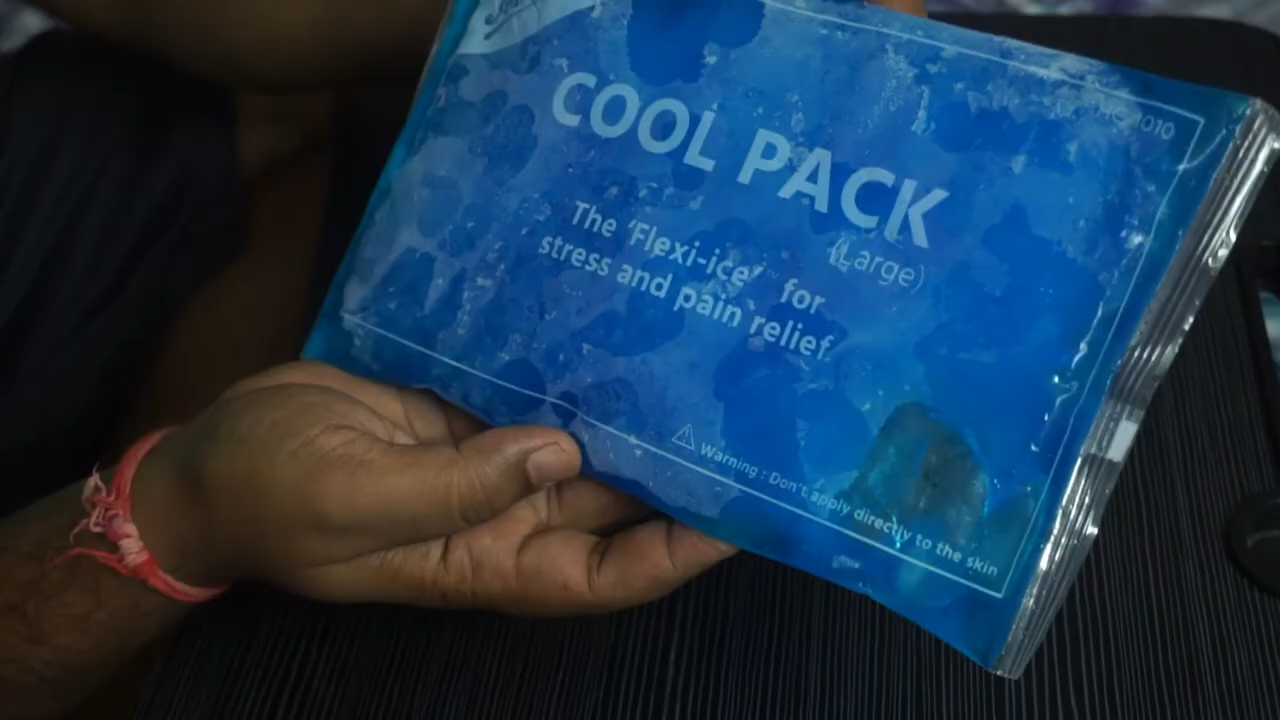 COOL PACK
(Large)
The 'Flexi-ice' for
stress and pain relief
Warning : Don't apply directly to the skin